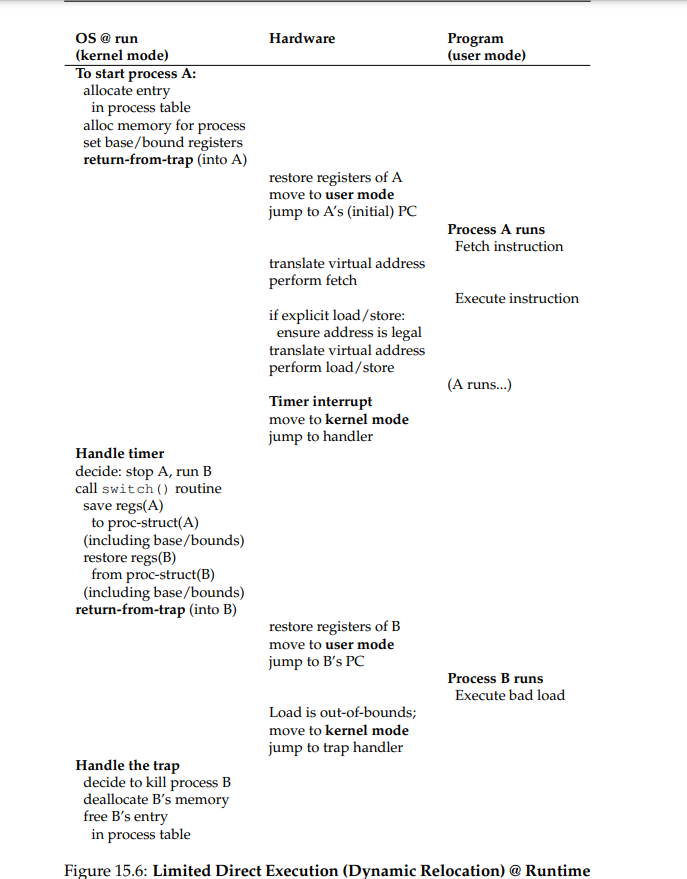 OS @ run Hardware Program
(kernel mode) (user mode)
To start process A:
allocate entry
in process table
alloc memory for process
set base/bound registers
return-from-trap (into A)
restore registers of A
move to user mode
jump to A's (initial) PC
Process A runs
Fetch instruction
translate virtual address
perform fetch
Execute instruction
if explicit load/store:
ensure address is legal
translate virtual address
perform load/store
(A runs...)
Timer interrupt
move to kernel mode
jump to handler
Handle timer
decide: stop A, run B
call switch() routine
save regs(A)
to proc-struct(A)
(including base/bounds)
restore regs(B)
from proc-struct(B)
(including base/bounds)
return-from-trap (into B)
restore registers of B
move to user mode
jump to B's PC
Process B runs
Execute bad load
Load is out-of-bounds;
move to kernel mode
jump to trap handler
Handle the trap
decide to kill process B
deallocate B's memory
free B's entry
in process table
Figure 15.6: Limited Direct Execution (Dynamic Relocation) @ Runtime